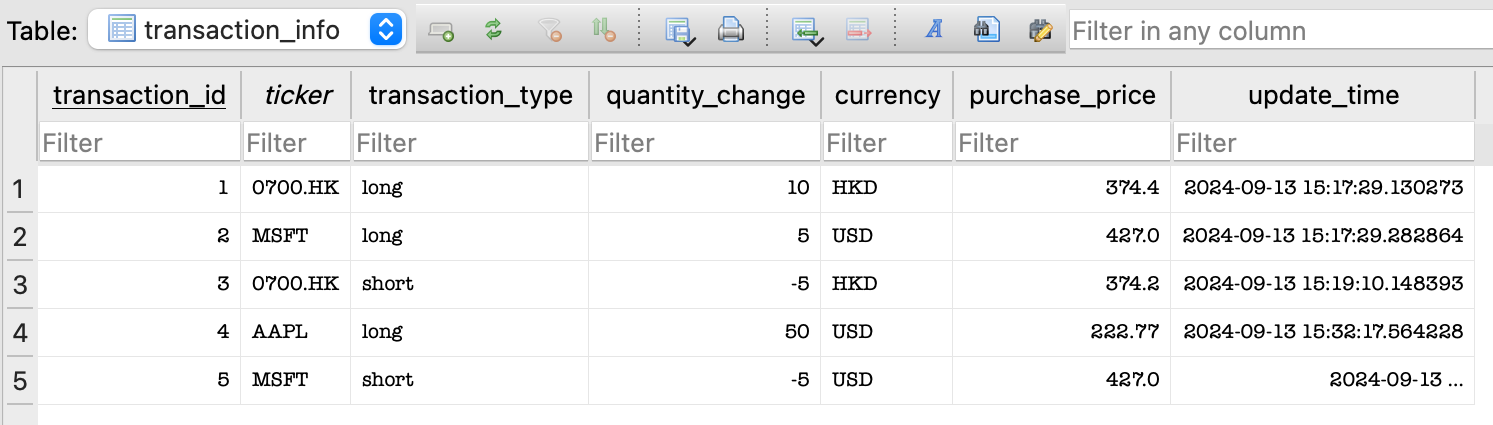 Table: transaction_info Filter in any column
transaction_id ticker transaction_type quantity_change currency purchase_price update_time
Filter Filter Filter Filter Filter Filter Filter
1 1 0700.HK long 10 HKD 374.4 2024-09-13 15:17:29.130273
2 2 MSFT long 5 USD 427.0 2024-09-13 15:17:29.282864
3 3 0700.HK short -5 HKD 374.2 2024-09-13 15:19:10.148393
4 4 AAPL long 50 USD 222.77 2024-09-13 15:32:17.564228
5 5 MSFT short -5 USD 427.0 2024-09-13 ...